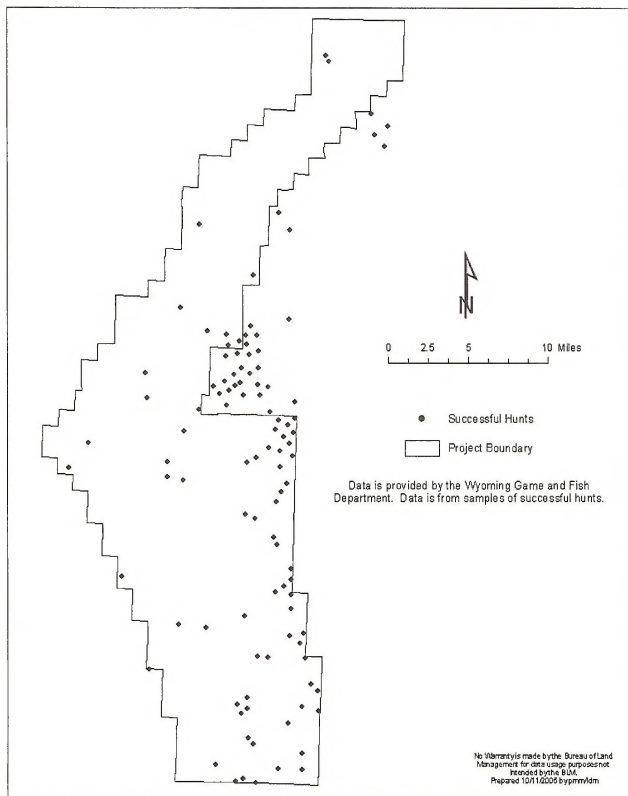 N
0 2.5 5 10 Miles
Successful Hunts
Project Boundary
Data is provided by the Wyoming Game and Fish
Department. Data is from samples of successful hunts.
No Warranty is made by the Bureau of Land
Management for data usage purposes not
intended by the BLM.
Prepared 10/11/2006 by pmm/ldm